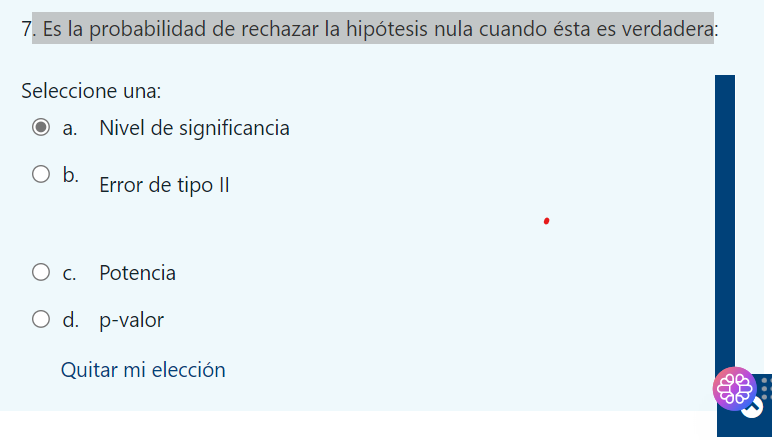 7. Es la probabilidad de rechazar la hipótesis nula cuando ésta es verdadera:
Seleccione una:
a. Nivel de significancia
b. Error de tipo II
c. Potencia
d. p-valor
Quitar mi elección